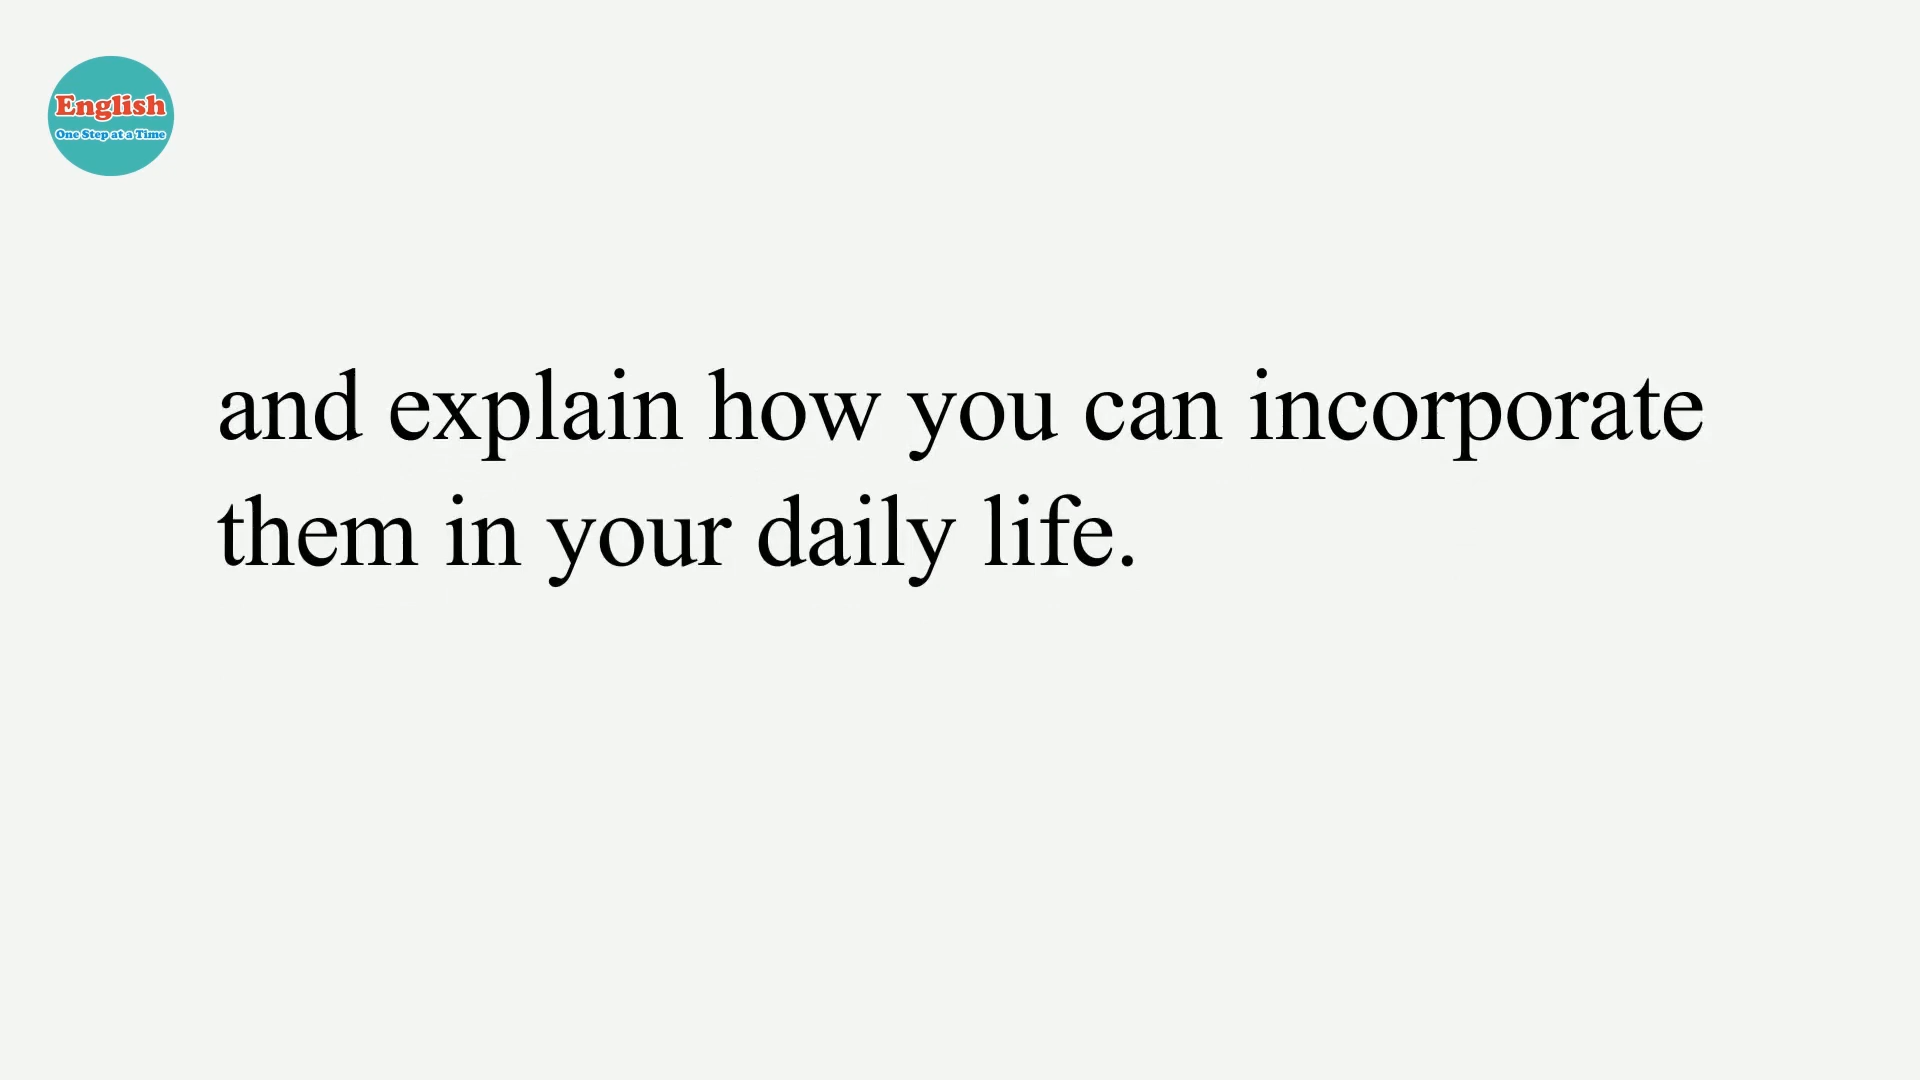 English
One Step at a Time
and explain how you can incorporate
them in your daily life.